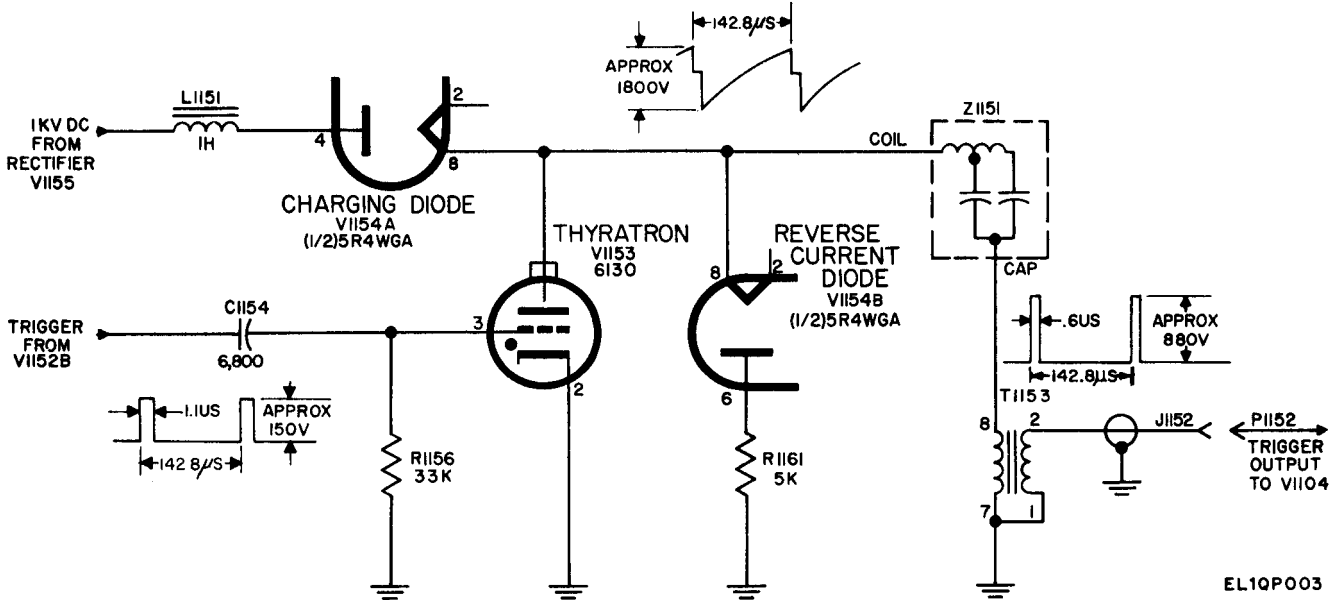 142.8µS
APPROX
1800V
L1151
1H
1KV DC
FROM
RECTIFIER
V1155
4
2
8
CHARGING DIODE
V1154A
(1/2)5R4WGA
COIL
Z1151
CAP
THYRATRON
V1153
6130
3
2
REVERSE
CURRENT
DIODE
V1154B
(1/2)5R4WGA
8
2
6
TRIGGER
FROM
V1152B
C1154
6,800
1.1US
APPROX
150V
142 8µS
R1156
33K
R1161
5K
.6US
APPROX
880V
142.8µS
T1153
8
2
7
1
J1152
P1152
TRIGGER
OUTPUT
TO V1104
EL1QP003